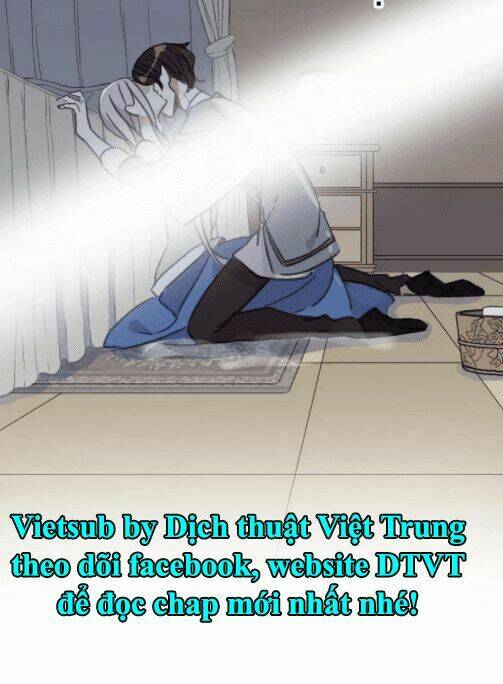 Vietsub by Dịch thuật Việt Trung
theo dõi facebook, website DTVT
để đọc chap mới nhất nhé!